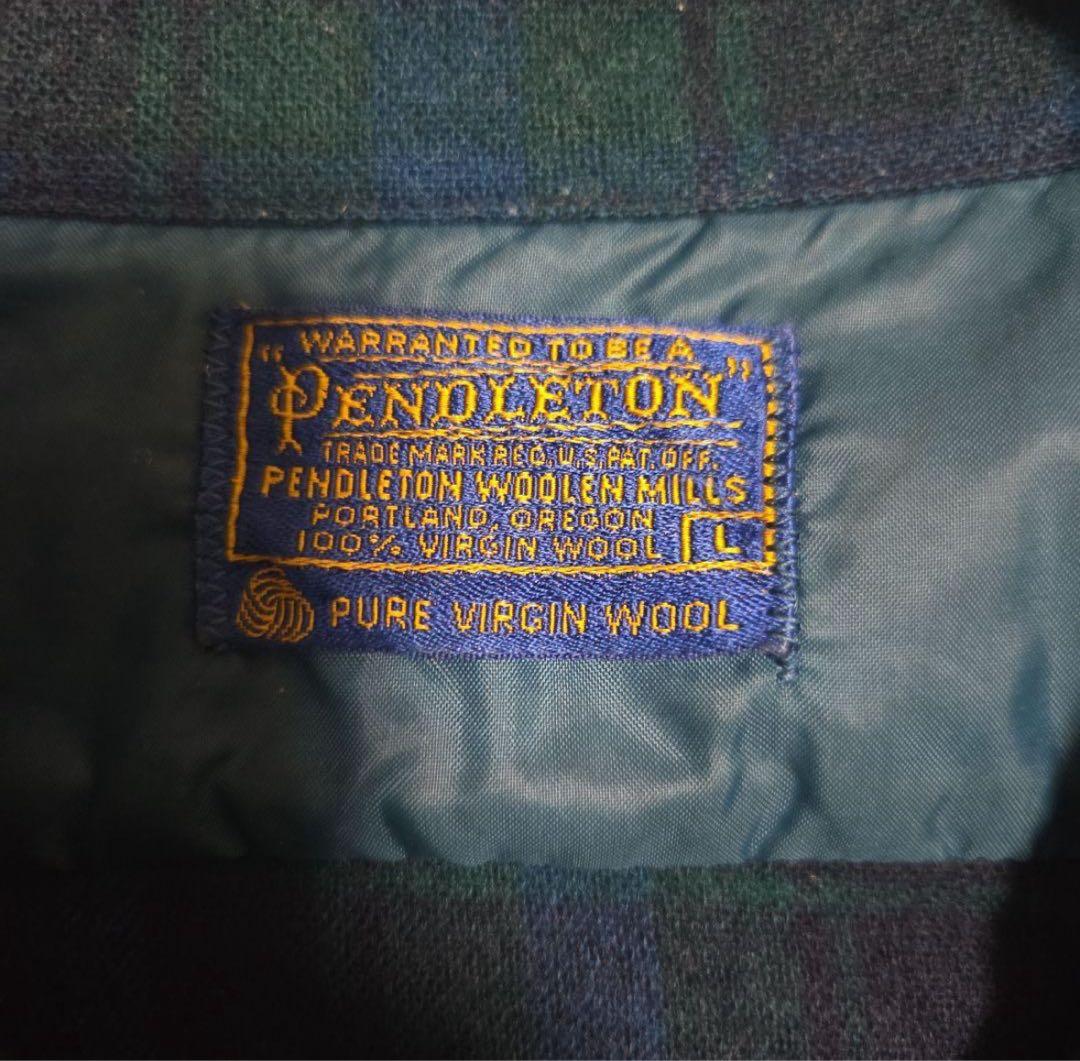 "WARRANTED TO BE A
PENDLETON"
TRADE MARK REG. U.S. PAT. OFF.
PENDLETON WOOLEN MILLS
PORTLAND, OREGON
100% VIRGIN WOOL L
PURE VIRGIN WOOL